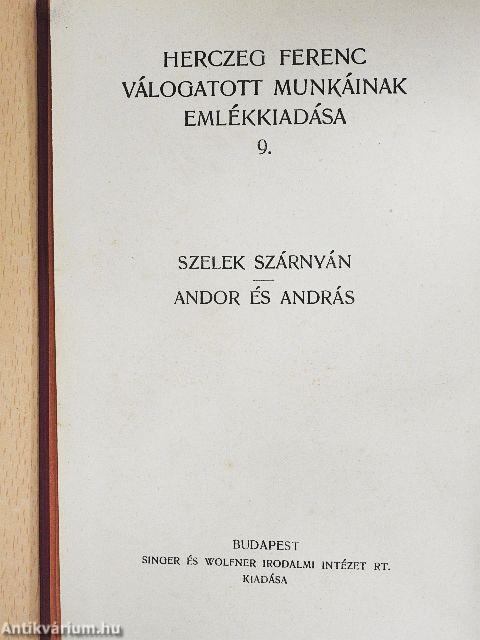 HERCZEG FERENC
VÁLOGATOTT MUNKÁINAK
EMLÉKKIADÁSA
9.
SZELEK SZÁRNYÁN
ANDOR ÉS ANDRÁS
BUDAPEST
SINGER ÉS WOLFNER IRODALMI INTÉZET RT.
KIADÁSA
Antikvárium.hu